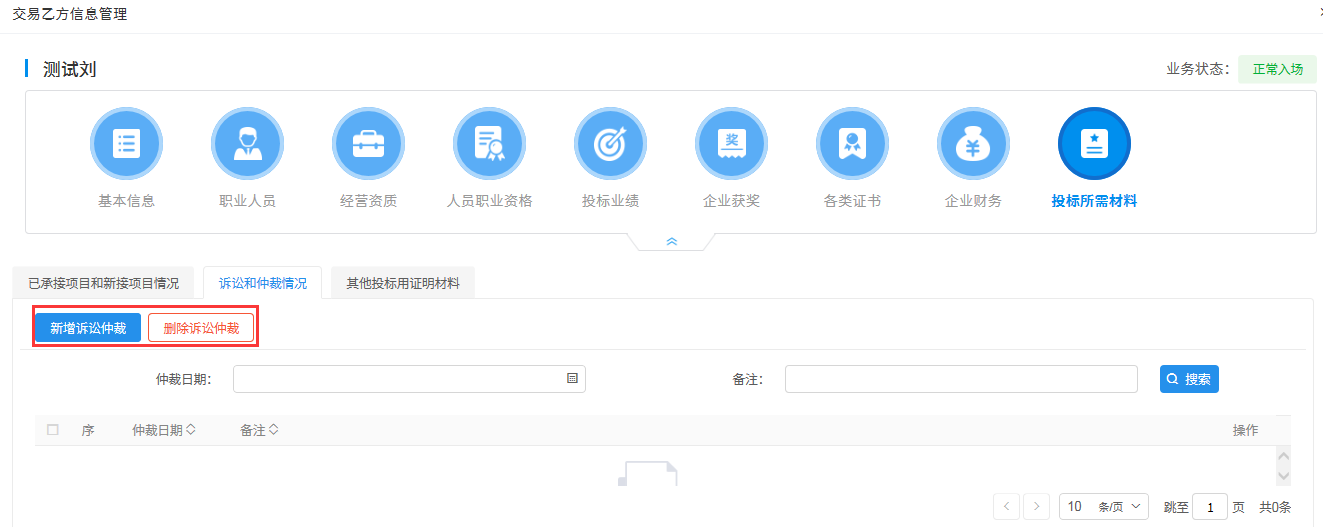 交易乙方信息管理
测试刘
业务状态：
正常入场
奖
¥
基本信息
职业人员
经营资质
人员职业资格
投标业绩
企业获奖
各类证书
企业财务
投标所需材料
已承接项目和新接项目情况
诉讼和仲裁情况
其他投标用证明材料
新增诉讼仲裁
删除诉讼仲裁
仲裁日期：
备注：
搜索
序
仲裁日期
备注
操作
10 条/页
跳至 1 页
共0条